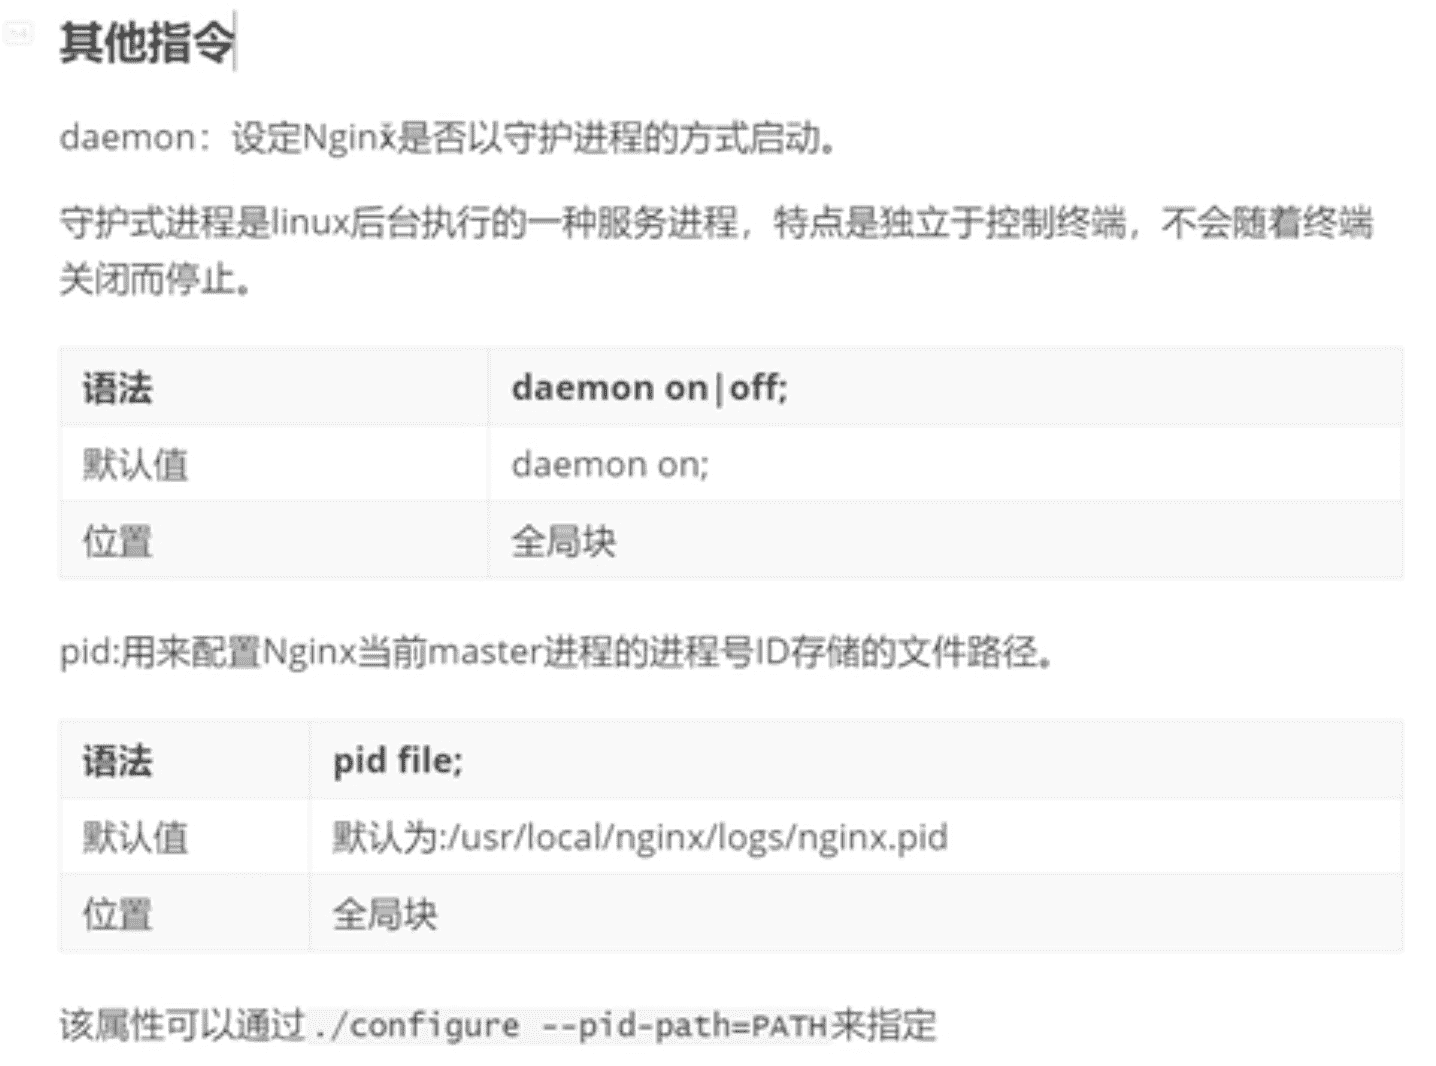 其他指令
daemon：设定Nginx是否以守护进程的方式启动。
守护式进程是linux后台执行的一种服务进程，特点是独立于控制终端，不会随着终端
关闭而停止。
语法 daemon on|off;
默认值 daemon on;
位置 全局块
pid:用来配置Nginx当前master进程的进程号ID存储的文件路径。
语法 pid file;
默认值 默认为:/usr/local/nginx/logs/nginx.pid
位置 全局块
该属性可以通过./configure --pid-path=PATH来指定